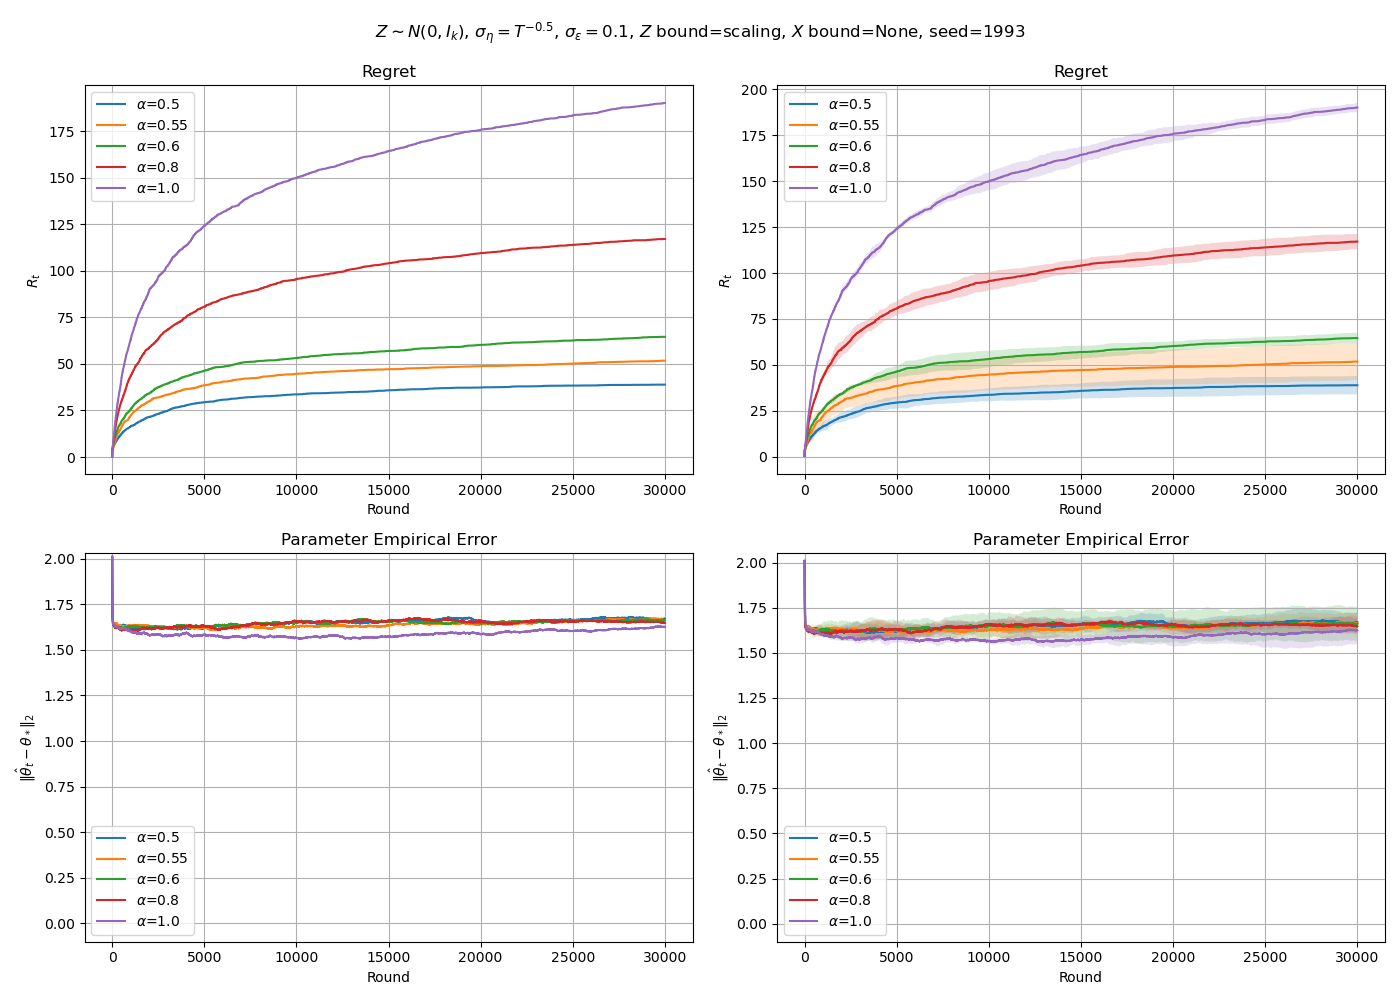 Z ∼ N(0, I_k), σ_η = T^{−0.5}, σ_ε = 0.1, Z bound=scaling, X bound=None, seed=1993
Regret
R_t
175
150
125
100
75
50
25
0
α=0.5
α=0.55
α=0.6
α=0.8
α=1.0
0 5000 10000 15000 20000 25000 30000
Round
Regret
R_t
200
175
150
125
100
75
50
25
0
α=0.5
α=0.55
α=0.6
α=0.8
α=1.0
0 5000 10000 15000 20000 25000 30000
Round
Parameter Empirical Error
‖θ̂_t − θ_*‖_2
2.00
1.75
1.50
1.25
1.00
0.75
0.50
0.25
0.00
α=0.5
α=0.55
α=0.6
α=0.8
α=1.0
0 5000 10000 15000 20000 25000 30000
Round
Parameter Empirical Error
‖θ̂_t − θ_*‖_2
2.00
1.75
1.50
1.25
1.00
0.75
0.50
0.25
0.00
α=0.5
α=0.55
α=0.6
α=0.8
α=1.0
0 5000 10000 15000 20000 25000 30000
Round